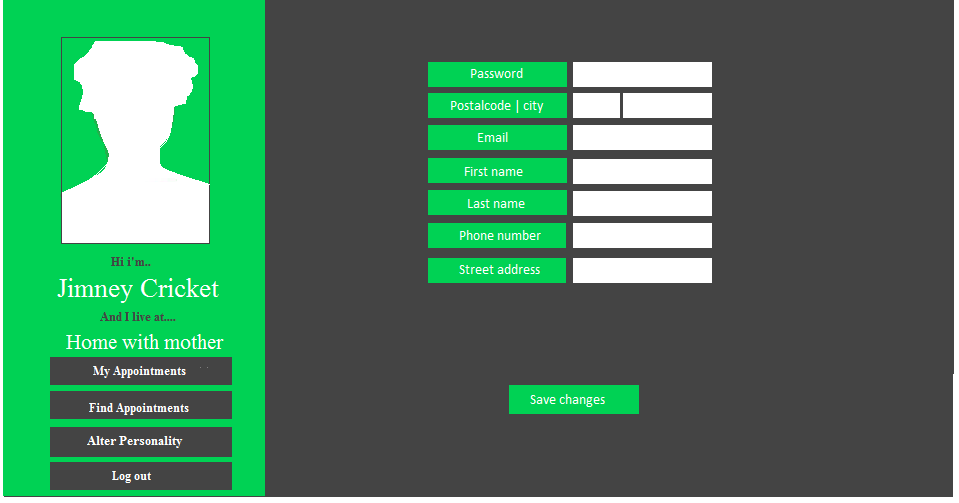 Hi i'm..
Jimney Cricket
And I live at....
Home with mother
My Appointments
Find Appointments
Alter Personality
Log out
Password
Postalcode | city
Email
First name
Last name
Phone number
Street address
Save changes